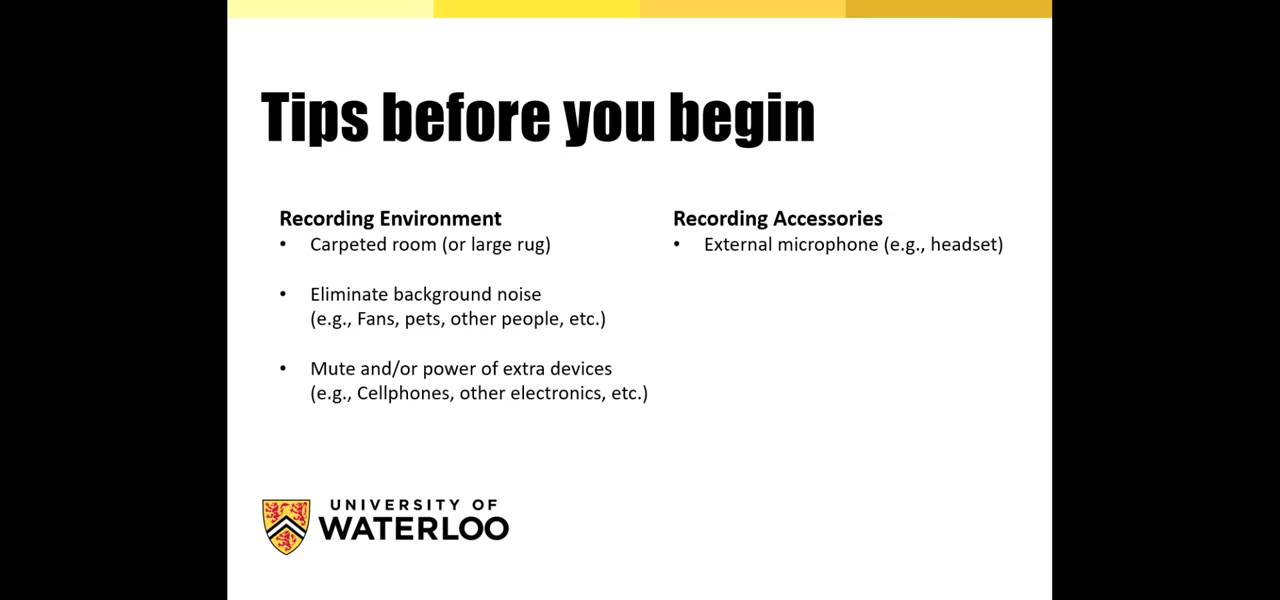 Tips before you begin
Recording Environment
• Carpeted room (or large rug)
• Eliminate background noise
(e.g., Fans, pets, other people, etc.)
• Mute and/or power of extra devices
(e.g., Cellphones, other electronics, etc.)
Recording Accessories
• External microphone (e.g., headset)
UNIVERSITY OF
WATERLOO